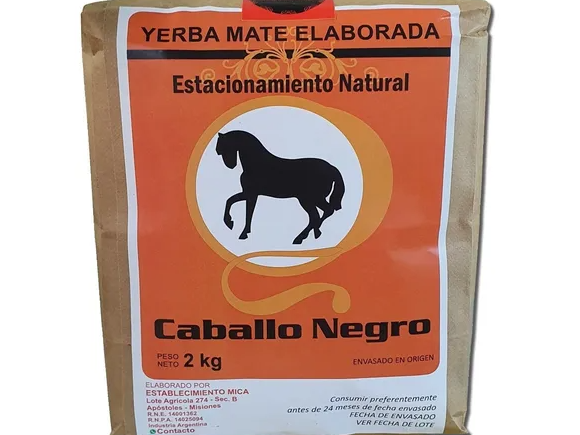 YERBA MATE ELABORADA
Estacionamiento Natural
Caballo Negro
PESO NETO 2 kg
ENVASADO EN ORIGEN
ELABORADO POR
ESTABLECIMIENTO MICA
Lote Agrícola 274 - Sec. B
Apóstoles - Misiones
R.N.E. 14001362
R.N.P.A. 14025094
Industria Argentina
Contacto
Consumir preferentemente
antes de 24 meses de fecha envasado
FECHA DE ENVASADO
VER FECHA DE LOTE